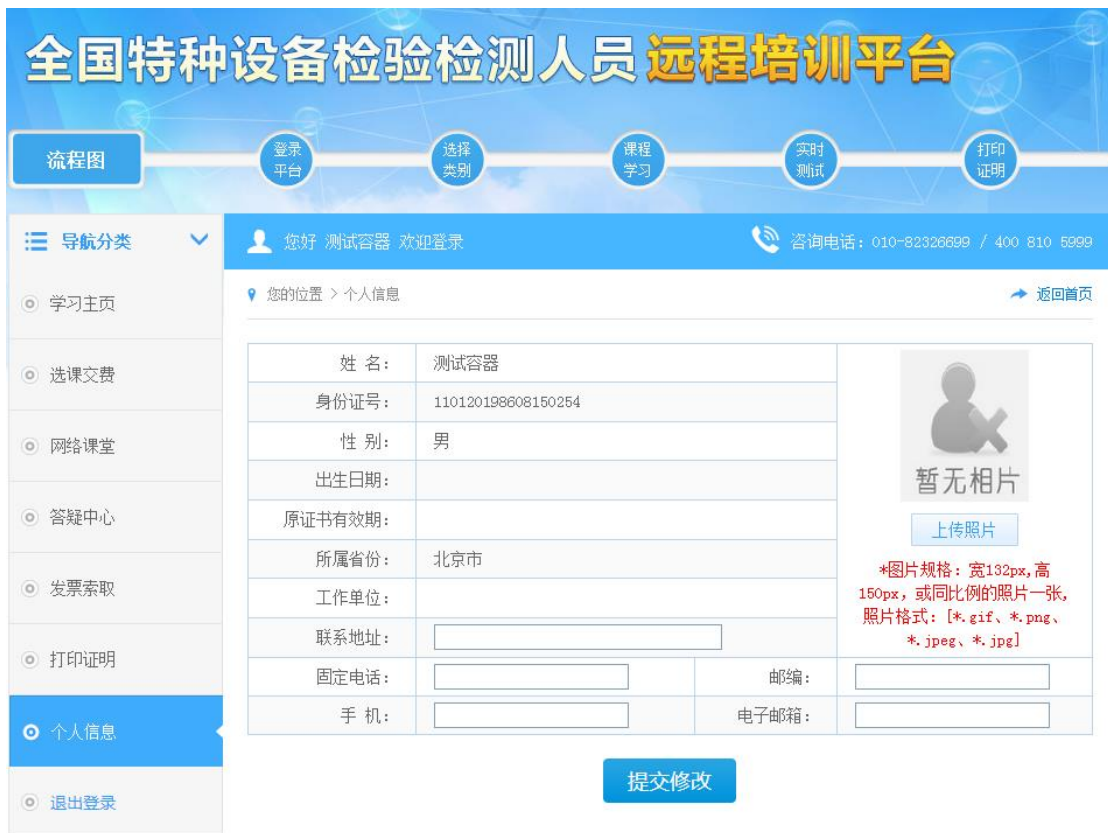 全国特种设备检验检测人员远程培训平台
流程图
登录
平台
选择
类别
课程
学习
实时
测试
打印
证明
导航分类
您好 测试容器 欢迎登录
咨询电话：010-82326699 / 400 810 5999
学习主页
选课交费
网络课堂
答疑中心
发票索取
打印证明
个人信息
退出登录
您的位置 > 个人信息
返回首页
姓 名： 测试容器
身份证号： 110120198608150254
性 别： 男
出生日期：
原证书有效期：
所属省份： 北京市
工作单位：
联系地址：
固定电话： 邮编：
手 机： 电子邮箱：
暂无相片
上传照片
*图片规格：宽132px,高
150px，或同比例的照片一张，
照片格式：[*.gif、*.png、
*.jpeg、*.jpg]
提交修改